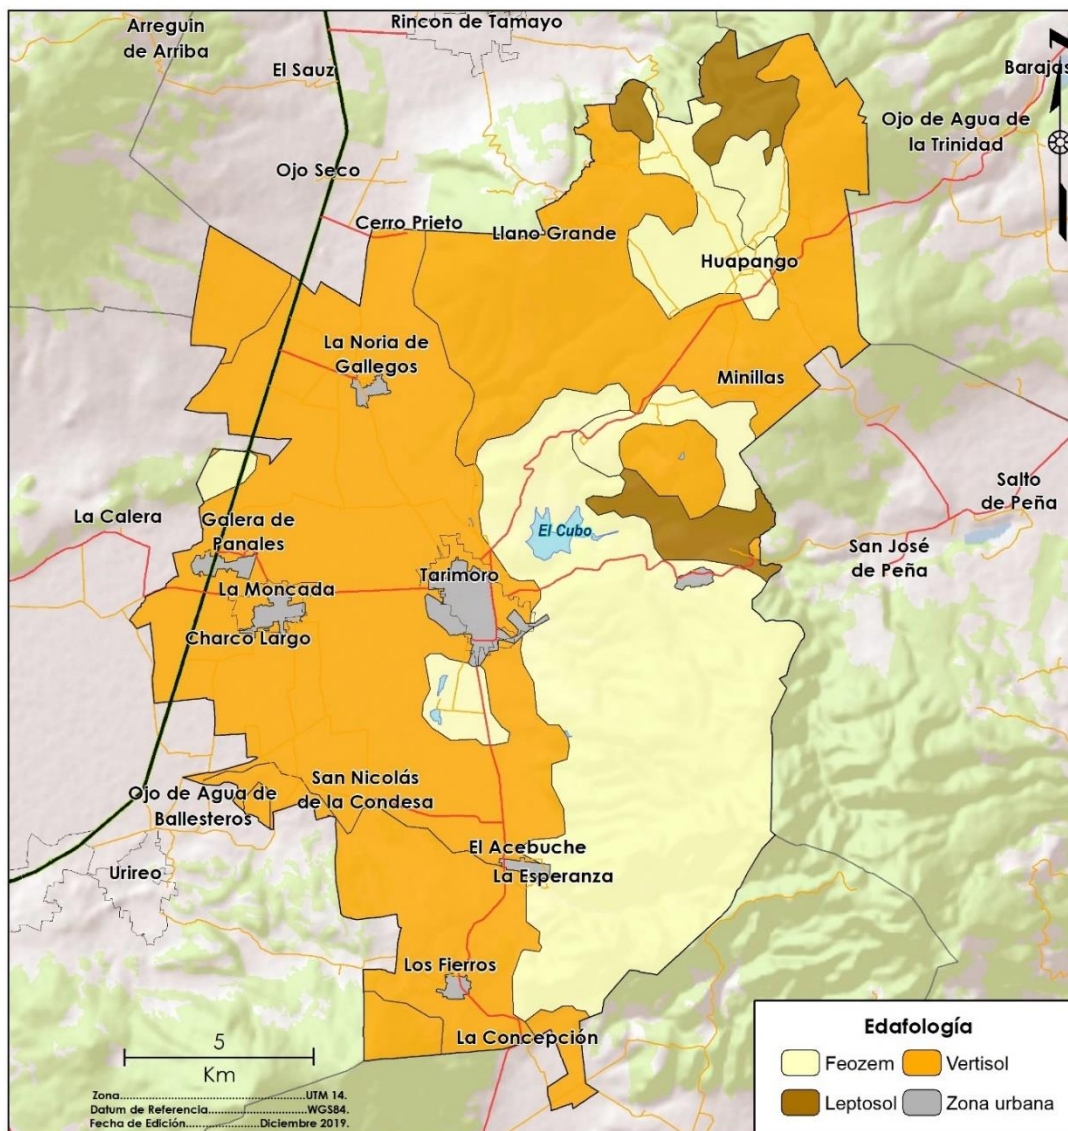 Rincon de Tamayo
Arreguin
de Arriba
El Sauz
Barajas
Ojo de Agua de
la Trinidad
Ojo Seco
Cerro Prieto
Llano Grande
Huapango
La Noria de
Gallegos
Minillas
Salto
de Peña
La Calera
Galera de
Panales
El Cubo
San José
de Peña
Tarimoro
La Moncada
Charco Largo
San Nicolás
de la Condesa
Ojo de Agua de
Ballesteros
El Acebuche
La Esperanza
Urireo
Los Fierros
La Concepción
5
Km
Zona.......................................UTM 14.
Datum de Referencia...................WGS84.
Fecha de Edición...............Diciembre 2019.
Edafología
Feozem
Vertisol
Leptosol
Zona urbana